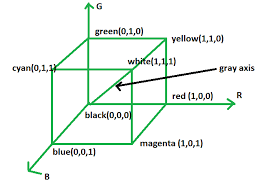 G
green(0,1,0)
yellow(1,1,0)
cyan(0,1,1)
white(1,1,1)
gray axis
red (1,0,0)
R
black(0,0,0)
blue(0,0,1)
magenta (1,0,1)
B